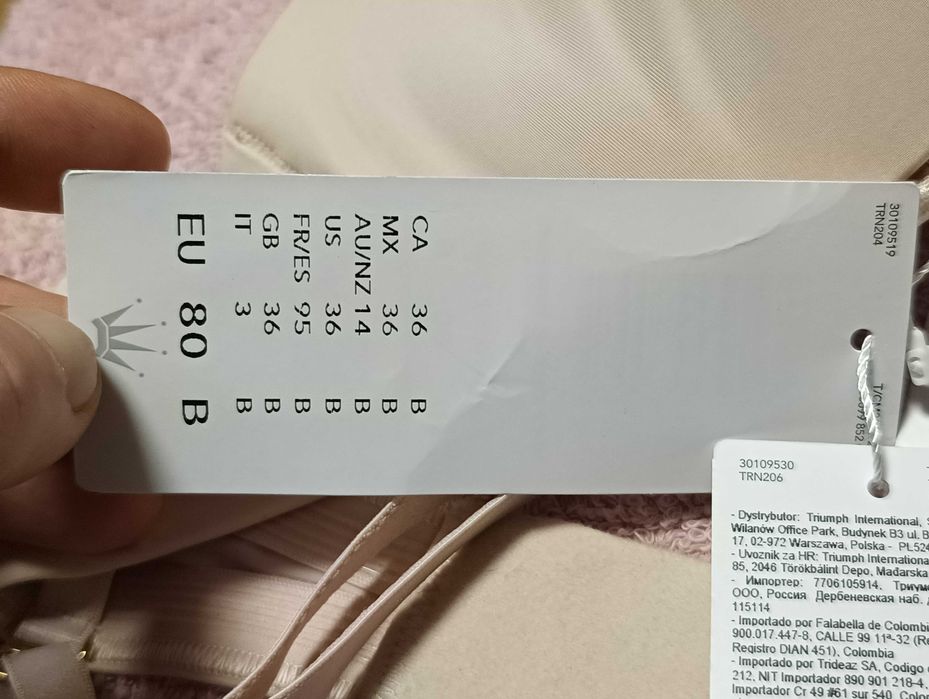 30109519
TRN204
CA 36 B
MX 36 B
AU/NZ 14 B
US 36 B
FR/ES 95 B
GB 36 B
IT 3 B
EU 80 B
852
30109530
TRN206
- Dystrybutor: Triumph International,
Wilanów Office Park, Budynek B3 ul.
17, 02-972 Warszawa, Polska -
- Uvoznik za HR: Triumph
85, 2046 Törökbálint Depo, Mađarska
- Импортер: 7706105914,
ООО, Россия Дербеневская наб.
115114
- Importado por Falabella de
900.017.447-8, CALLE 99 11ª-32
Registro DIAN 451), Colombia
- Importado por Trideaz SA, Codigo
212, NIT Importador 890 901 218-4
Importador Cr 49 #61 sur 540